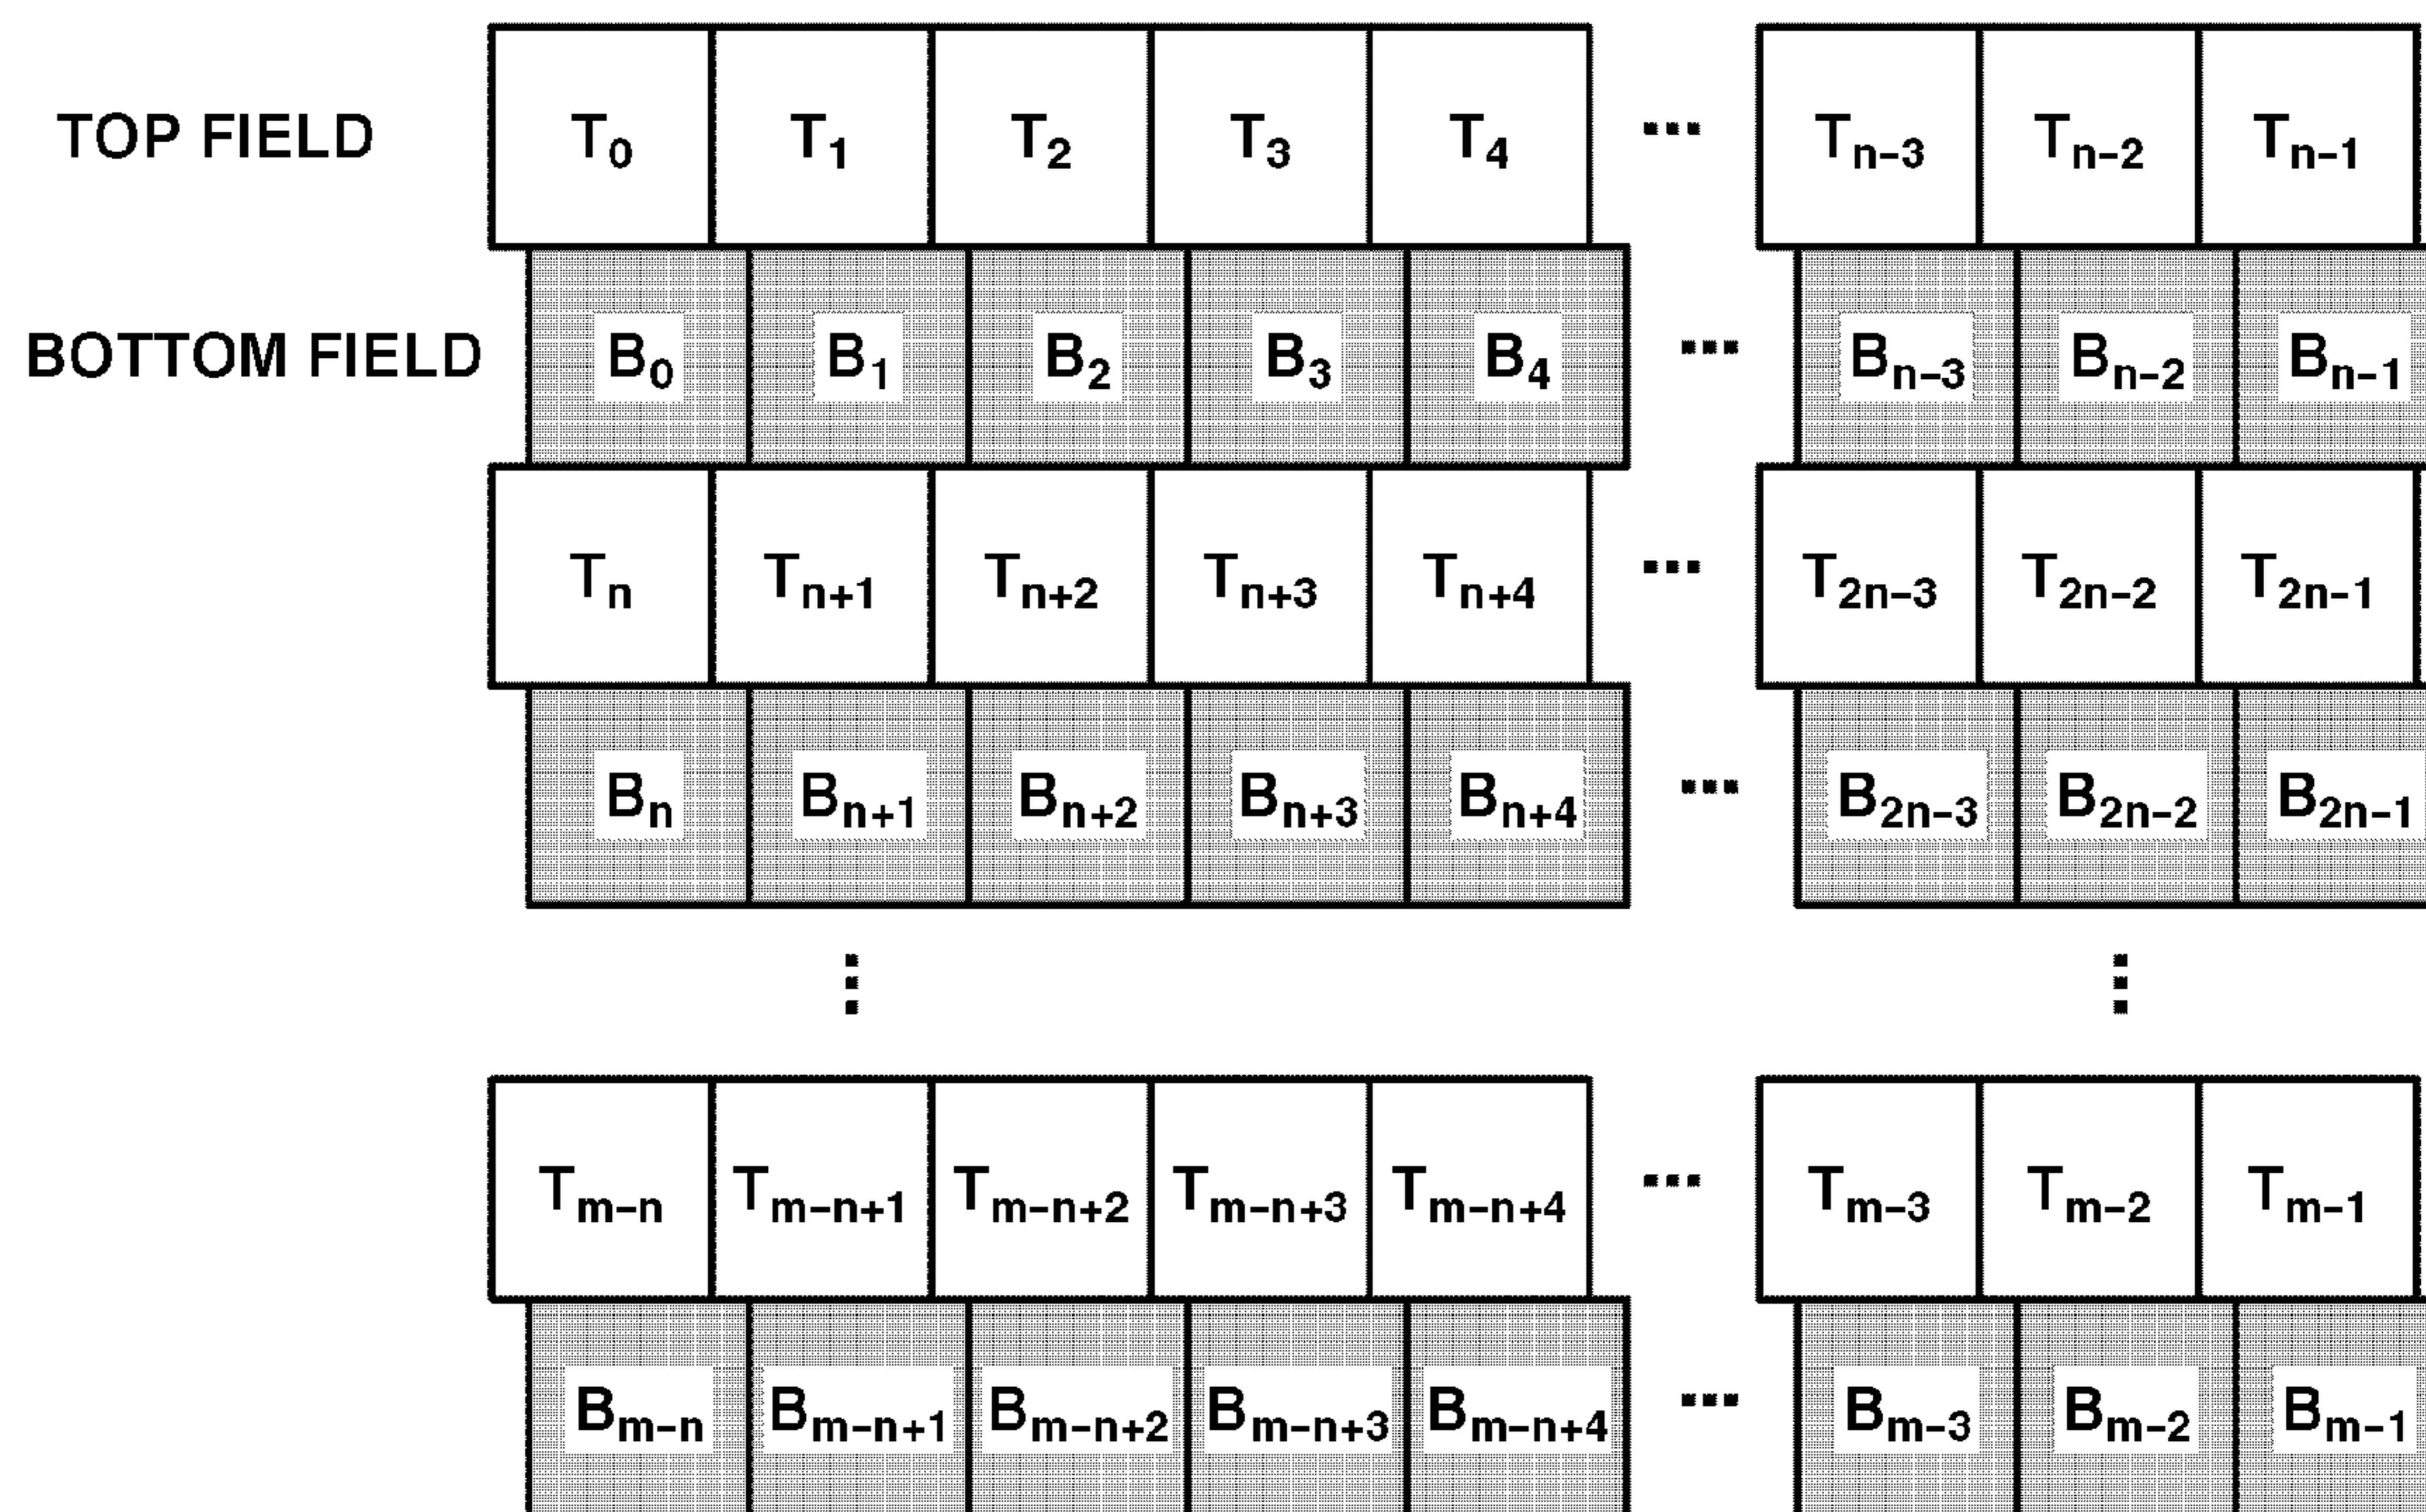 TOP FIELD T₀ T₁ T₂ T₃ T₄ ... Tₙ₋₃ Tₙ₋₂ Tₙ₋₁
BOTTOM FIELD B₀ B₁ B₂ B₃ B₄ ... Bₙ₋₃ Bₙ₋₂ Bₙ₋₁
Tₙ Tₙ₊₁ Tₙ₊₂ Tₙ₊₃ Tₙ₊₄ ... T₂ₙ₋₃ T₂ₙ₋₂ T₂ₙ₋₁
Bₙ Bₙ₊₁ Bₙ₊₂ Bₙ₊₃ Bₙ₊₄ ... B₂ₙ₋₃ B₂ₙ₋₂ B₂ₙ₋₁
⋮ ⋮
Tₘ₋ₙ Tₘ₋ₙ₊₁ Tₘ₋ₙ₊₂ Tₘ₋ₙ₊₃ Tₘ₋ₙ₊₄ ... Tₘ₋₃ Tₘ₋₂ Tₘ₋₁
Bₘ₋ₙ Bₘ₋ₙ₊₁ Bₘ₋ₙ₊₂ Bₘ₋ₙ₊₃ Bₘ₋ₙ₊₄ ... Bₘ₋₃ Bₘ₋₂ Bₘ₋₁